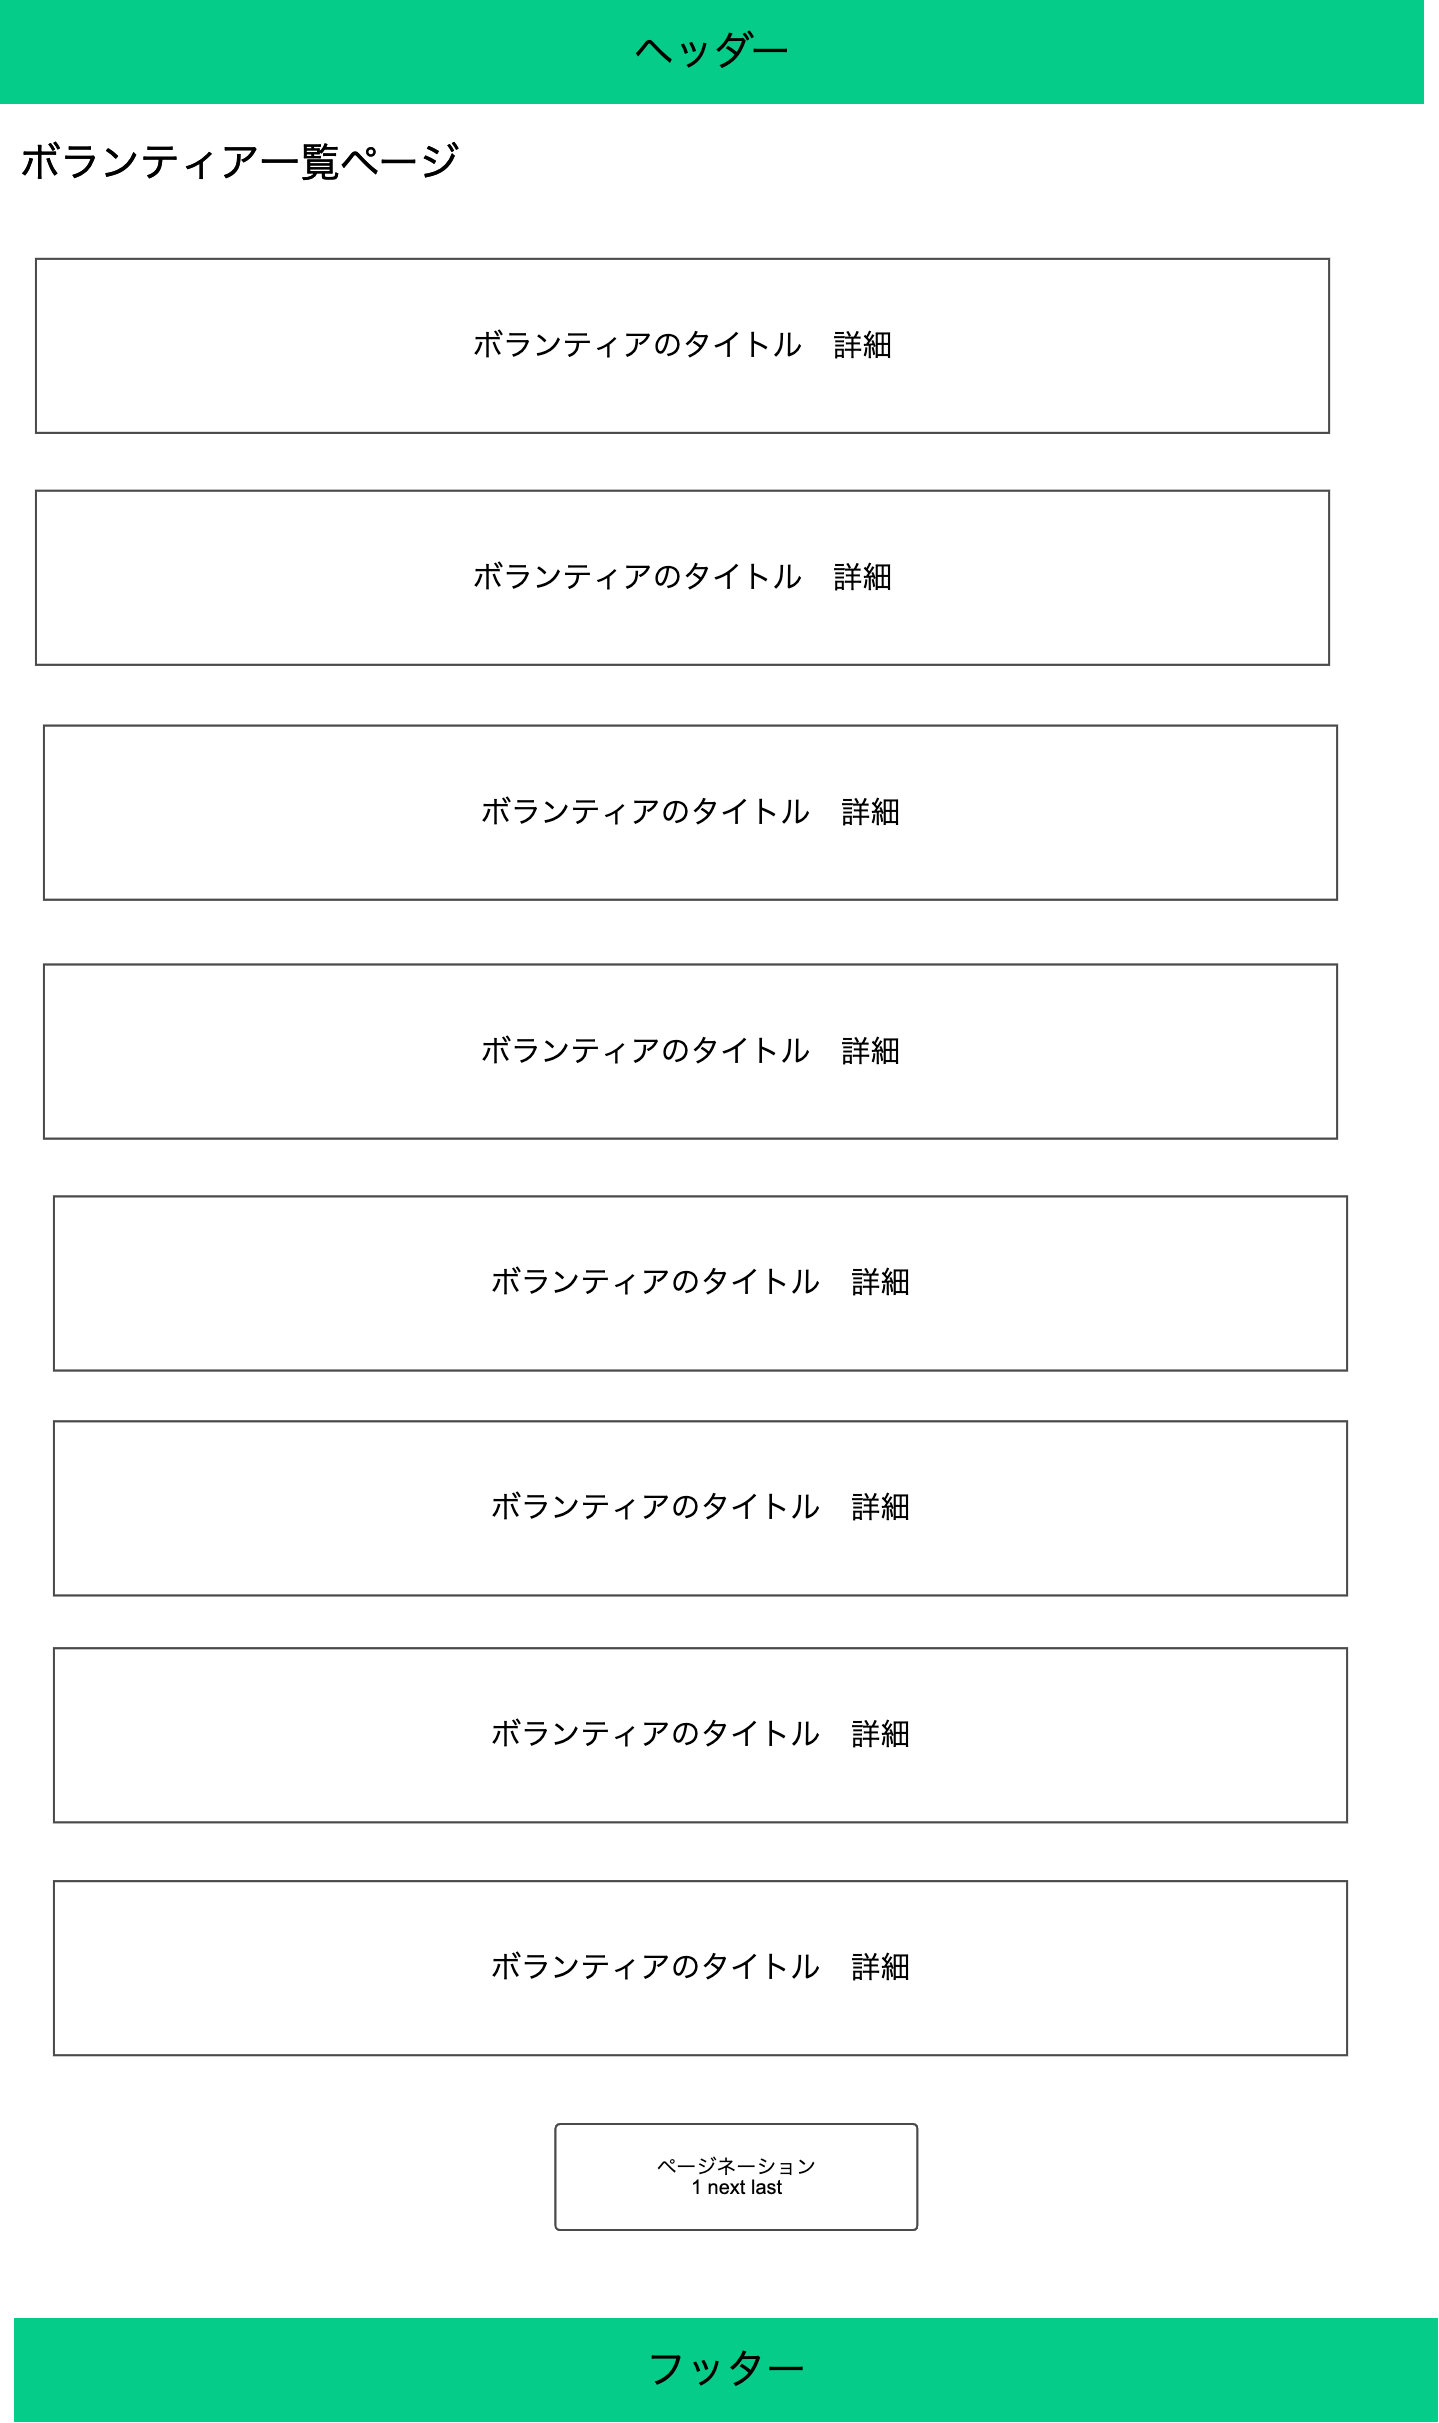 ヘッダー
ボランティア一覧ページ
ボランティアのタイトル　詳細
ボランティアのタイトル　詳細
ボランティアのタイトル　詳細
ボランティアのタイトル　詳細
ボランティアのタイトル　詳細
ボランティアのタイトル　詳細
ボランティアのタイトル　詳細
ボランティアのタイトル　詳細
ページネーション
1 next last
フッター